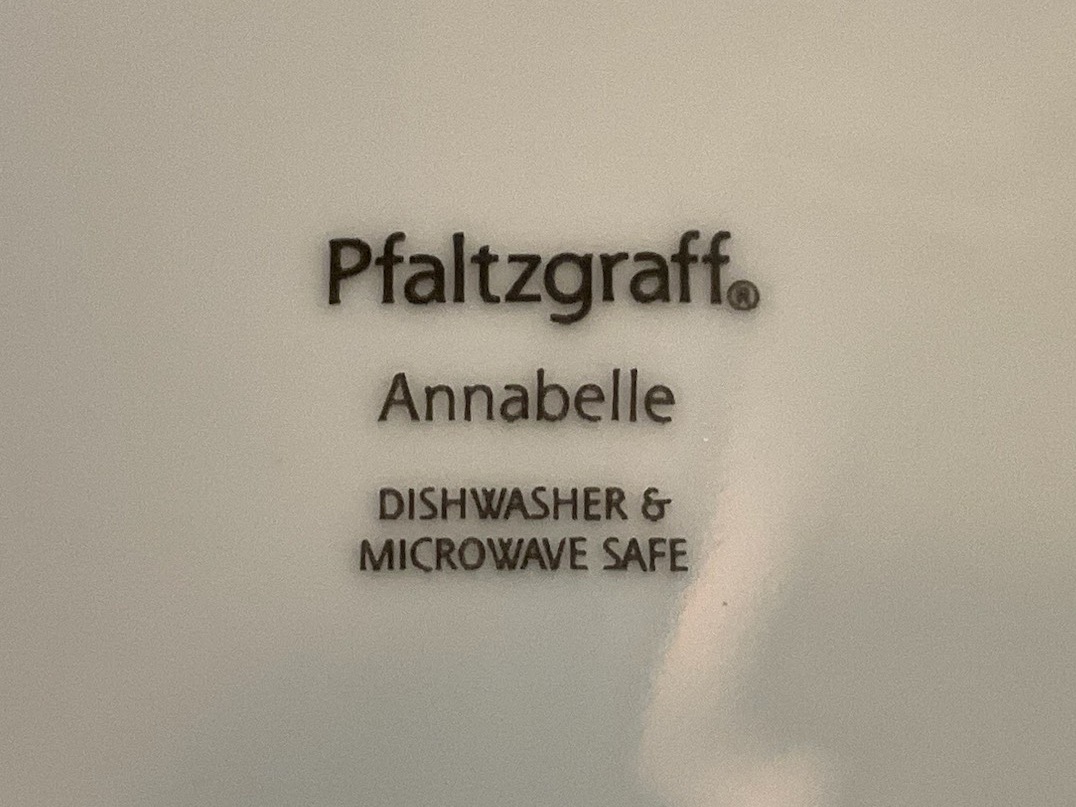 Pfaltzgraff®
Annabelle
DISHWASHER &
MICROWAVE SAFE